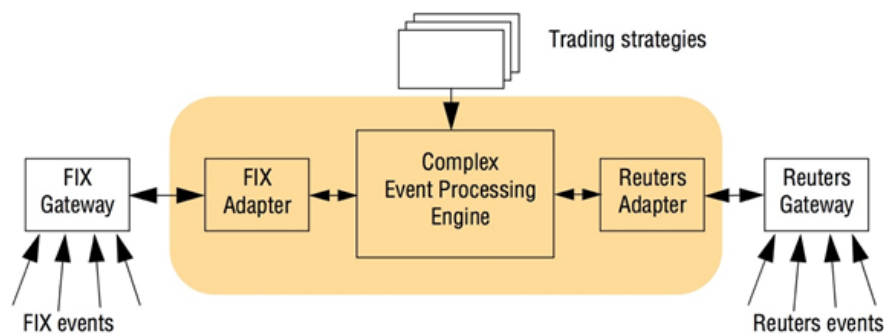 Trading strategies
FIX
Gateway
FIX
Adapter
Complex
Event Processing
Engine
Reuters
Adapter
Reuters
Gateway
FIX events
Reuters events